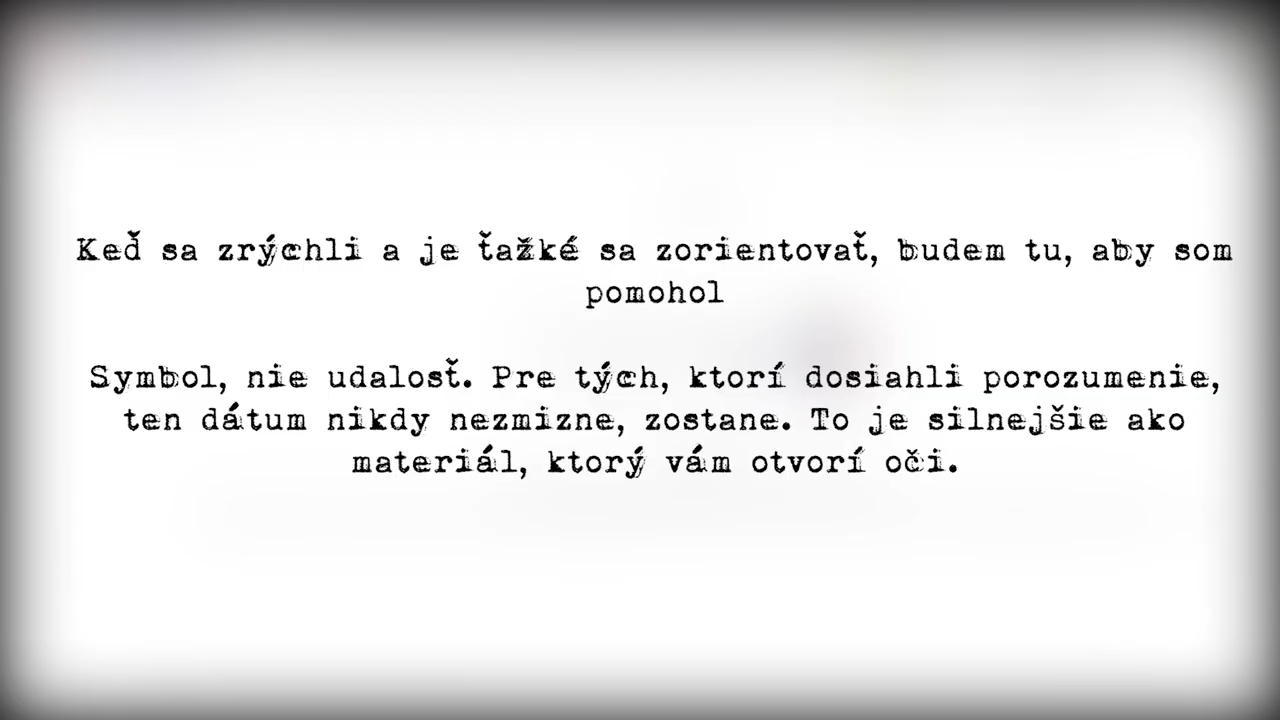 Keď sa zrýchli a je ťažké sa zorientovať, budem tu, aby som
pomohol
Symbol, nie udalosť. Pre tých, ktorí dosiahli porozumenie,
ten dátum nikdy nezmizne, zostane. To je silnejšie ako
materiál, ktorý vám otvorí oči.